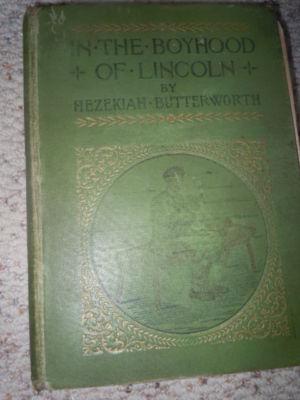 IN·THE·BOYHOOD
OF·LINCOLN
BY
HEZEKIAH·BUTTERWORTH